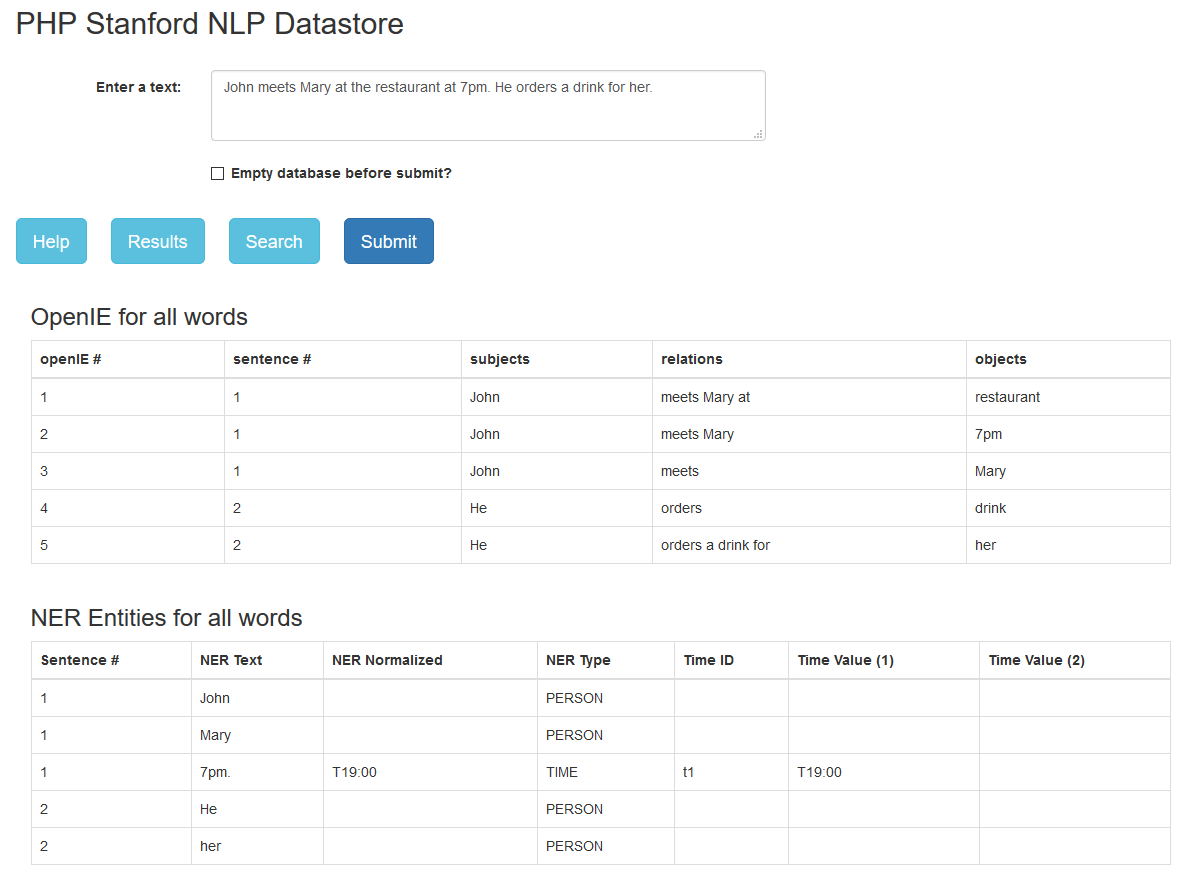 PHP Stanford NLP Datastore
Enter a text: John meets Mary at the restaurant at 7pm. He orders a drink for her.
Empty database before submit?
Help Results Search Submit
OpenIE for all words
openIE # sentence # subjects relations objects
1 1 John meets Mary at restaurant
2 1 John meets Mary 7pm
3 1 John meets Mary
4 2 He orders drink
5 2 He orders a drink for her
NER Entities for all words
Sentence # NER Text NER Normalized NER Type Time ID Time Value (1) Time Value (2)
1 John PERSON
1 Mary PERSON
1 7pm. T19:00 TIME t1 T19:00
2 He PERSON
2 her PERSON